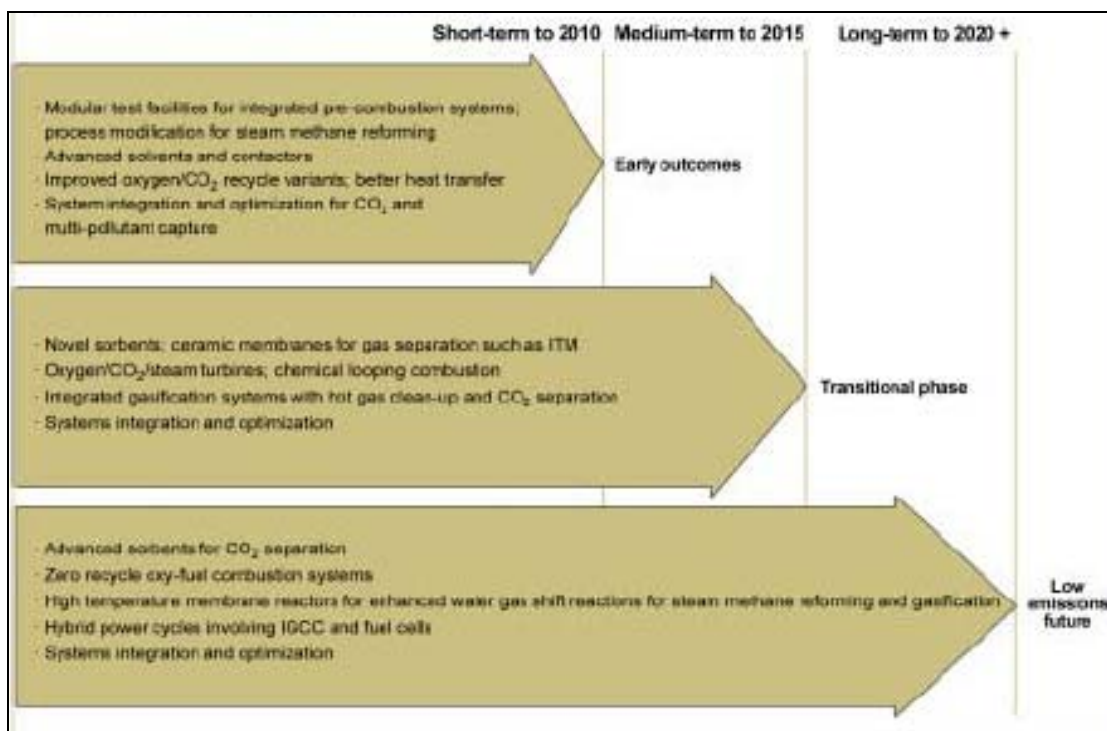 Short-term to 2010 Medium-term to 2015 Long-term to 2020 +
· Modular test facilities for integrated pre-combustion systems;
process modification for steam methane reforming
· Advanced solvents and contactors
· Improved oxygen/CO₂ recycle variants; better heat transfer
· System integration and optimization for CO₂ and
multi-pollutant capture
Early outcomes
· Novel sorbents; ceramic membranes for gas separation such as ITM
· Oxygen/CO₂/steam turbines; chemical looping combustion
· Integrated gasification systems with hot gas clean-up and CO₂ separation
· Systems integration and optimization
Transitional phase
· Advanced sorbents for CO₂ separation
· Zero recycle oxy-fuel combustion systems
· High temperature membrane reactors for enhanced water gas shift reactions for steam methane reforming and gasification
· Hybrid power cycles involving IGCC and fuel cells
· Systems integration and optimization
Low
emissions
future